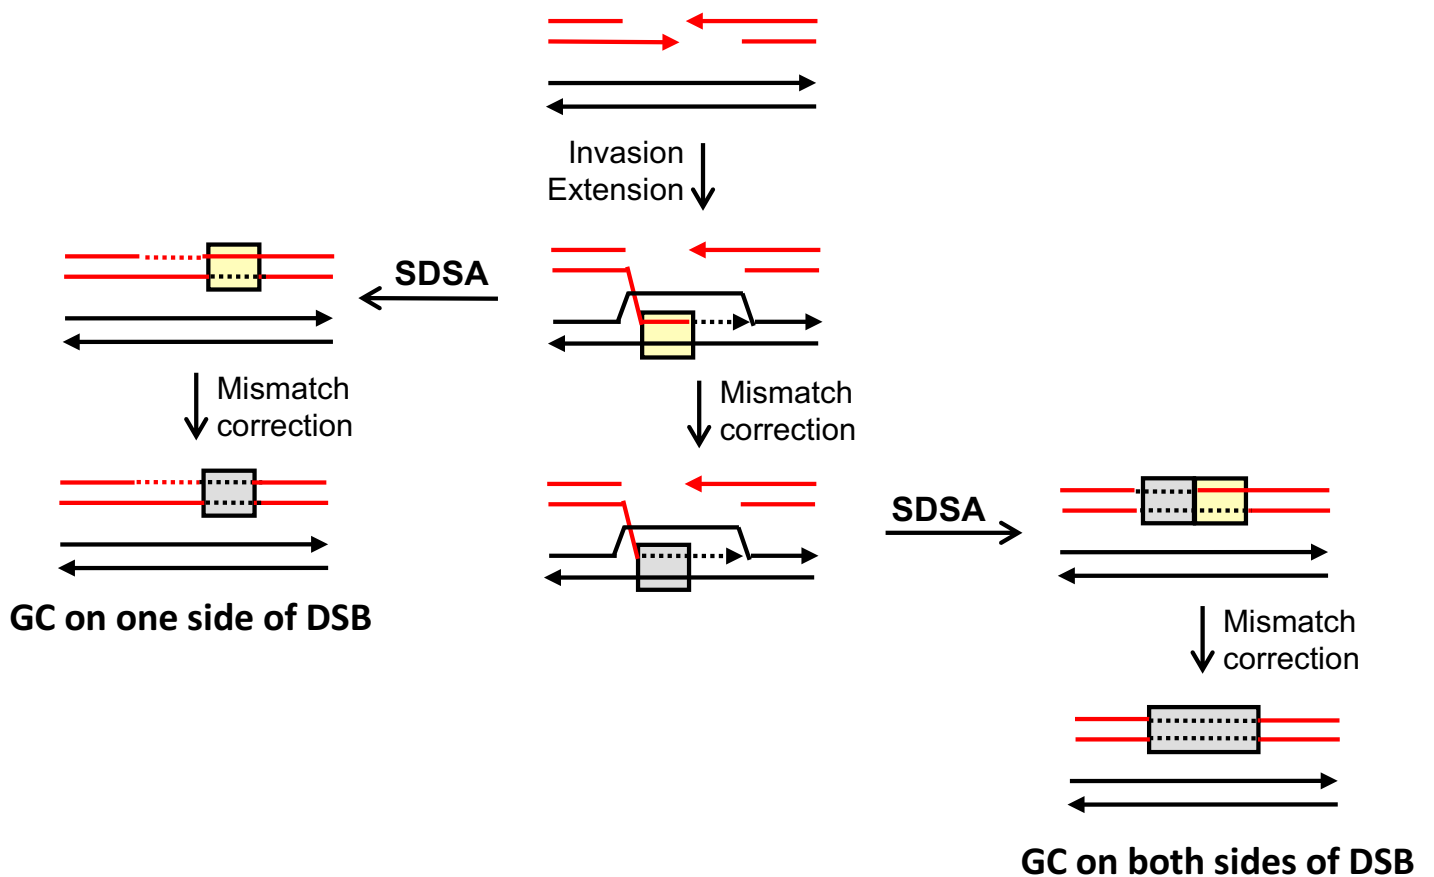 Invasion
Extension
SDSA
Mismatch
correction
Mismatch
correction
SDSA
GC on one side of DSB
Mismatch
correction
GC on both sides of DSB